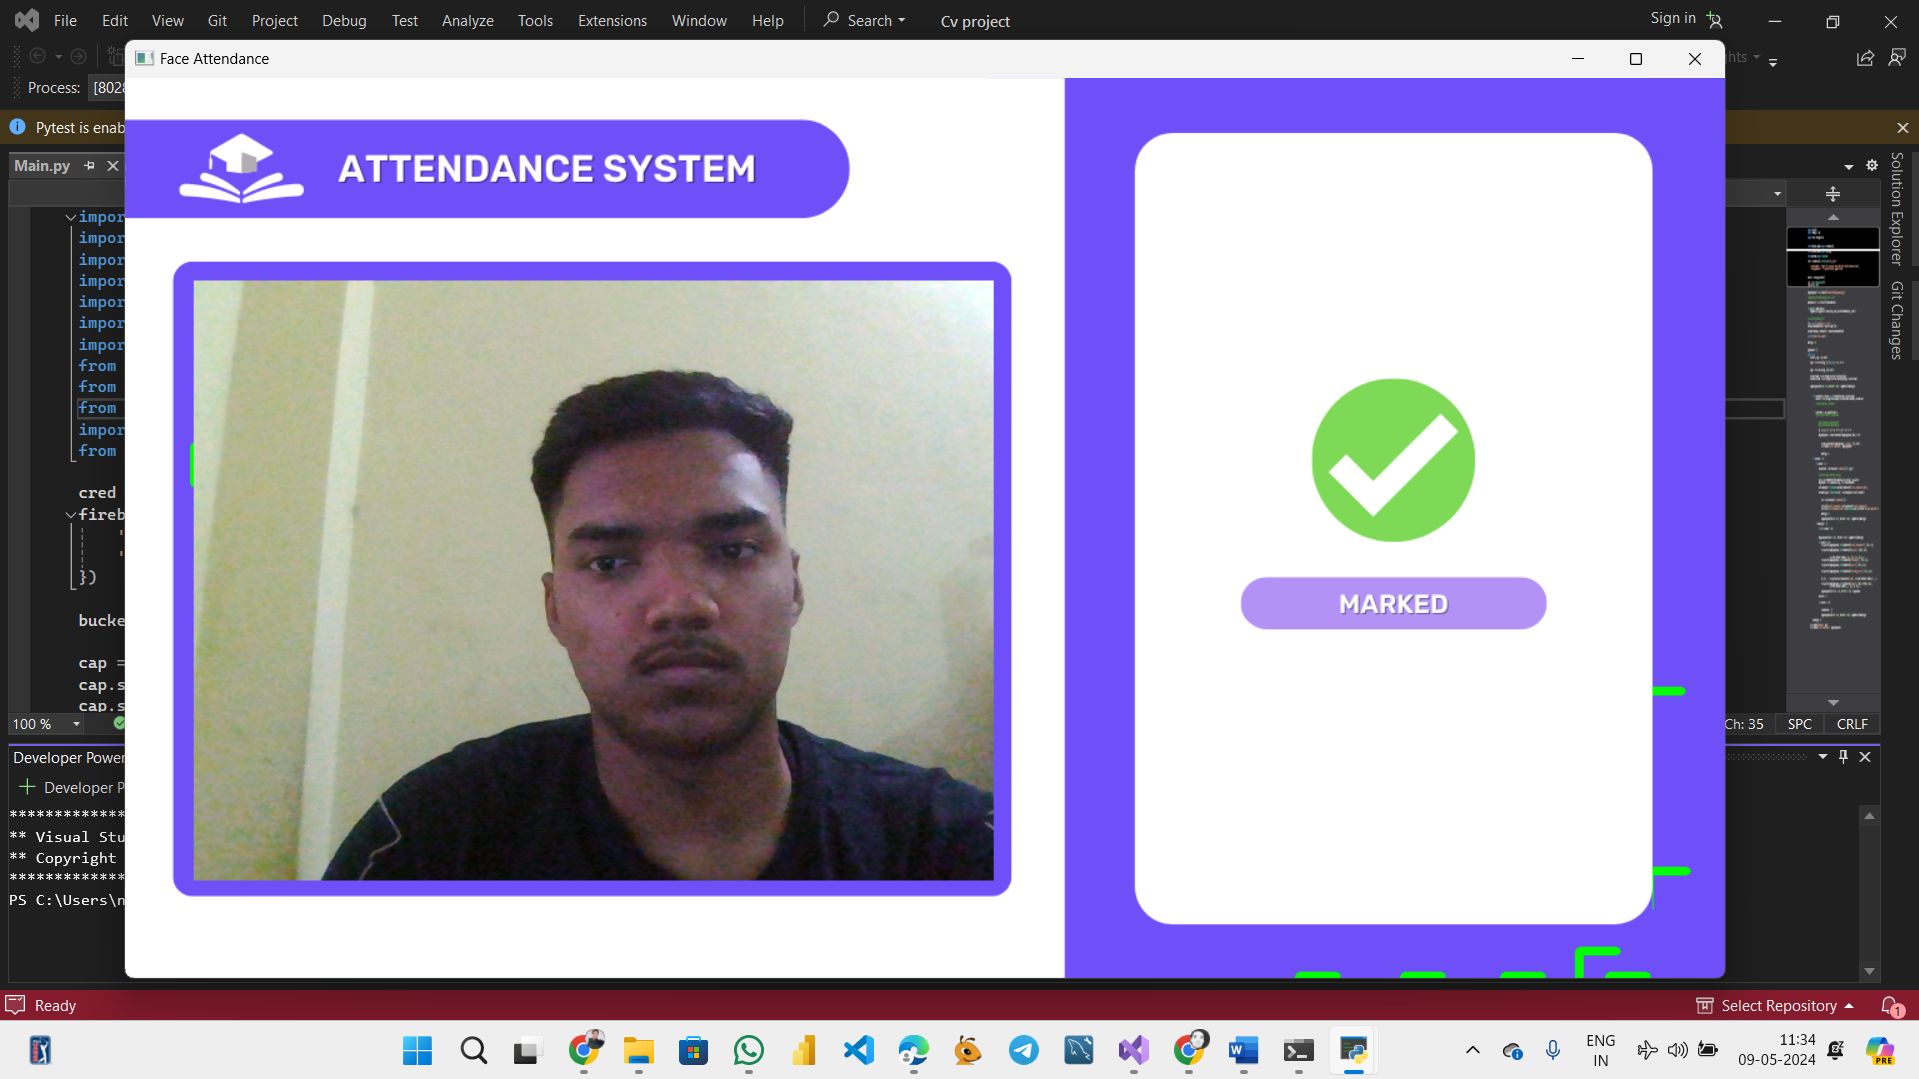 File Edit View Git Project Debug Test Analyze Tools Extensions Window Help Search Cv project Sign in
Face Attendance
Process: [8028
Pytest is enab
ATTENDANCE SYSTEM
Main.py
impor
impor
impor
impor
impor
impor
impor
from
from
from
impor
from
cred
fireb
'
'
})
bucke
cap =
cap.s
cap.s
MARKED
Solution Explorer
Git Changes
100 %
Ch: 35 SPC CRLF
Developer Power
Developer P
*************
** Visual Stu
** Copyright
*************
PS C:\Users\n
Ready
Select Repository
1
ENG
IN
11:34
09-05-2024
PRE